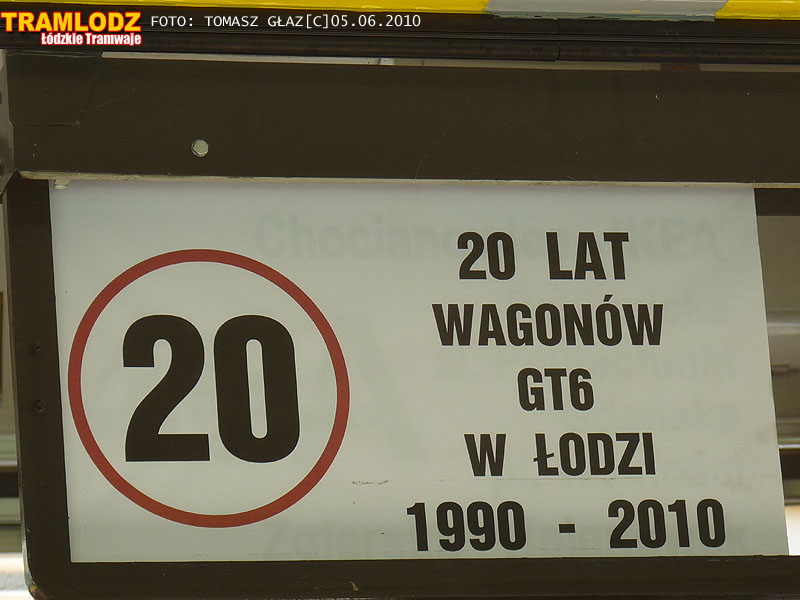 TRAMLODZ
Łódzkie Tramwaje
FOTO: TOMASZ GŁAZ[C]05.06.2010
20
20 LAT
WAGONÓW
GT6
W ŁODZI
1990 - 2010